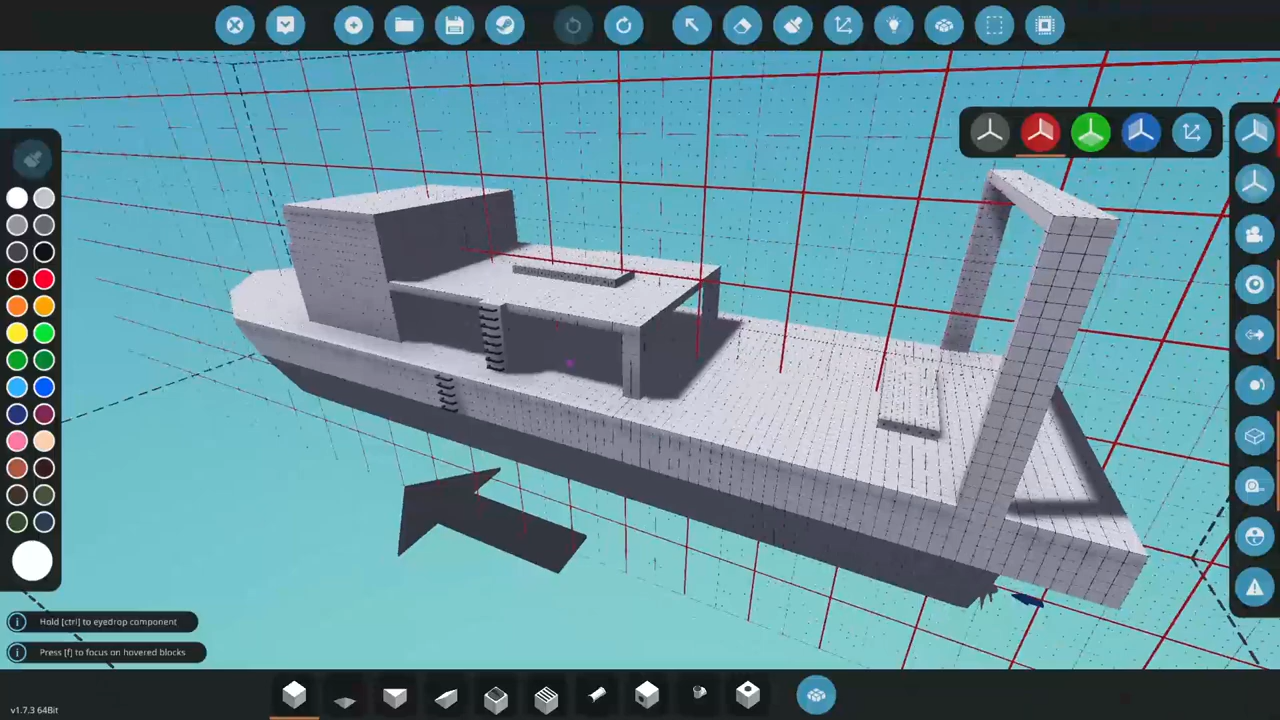 Hold [ctrl] to eyedrop component
Press [f] to focus on hovered blocks
v1.7.3 64Bit